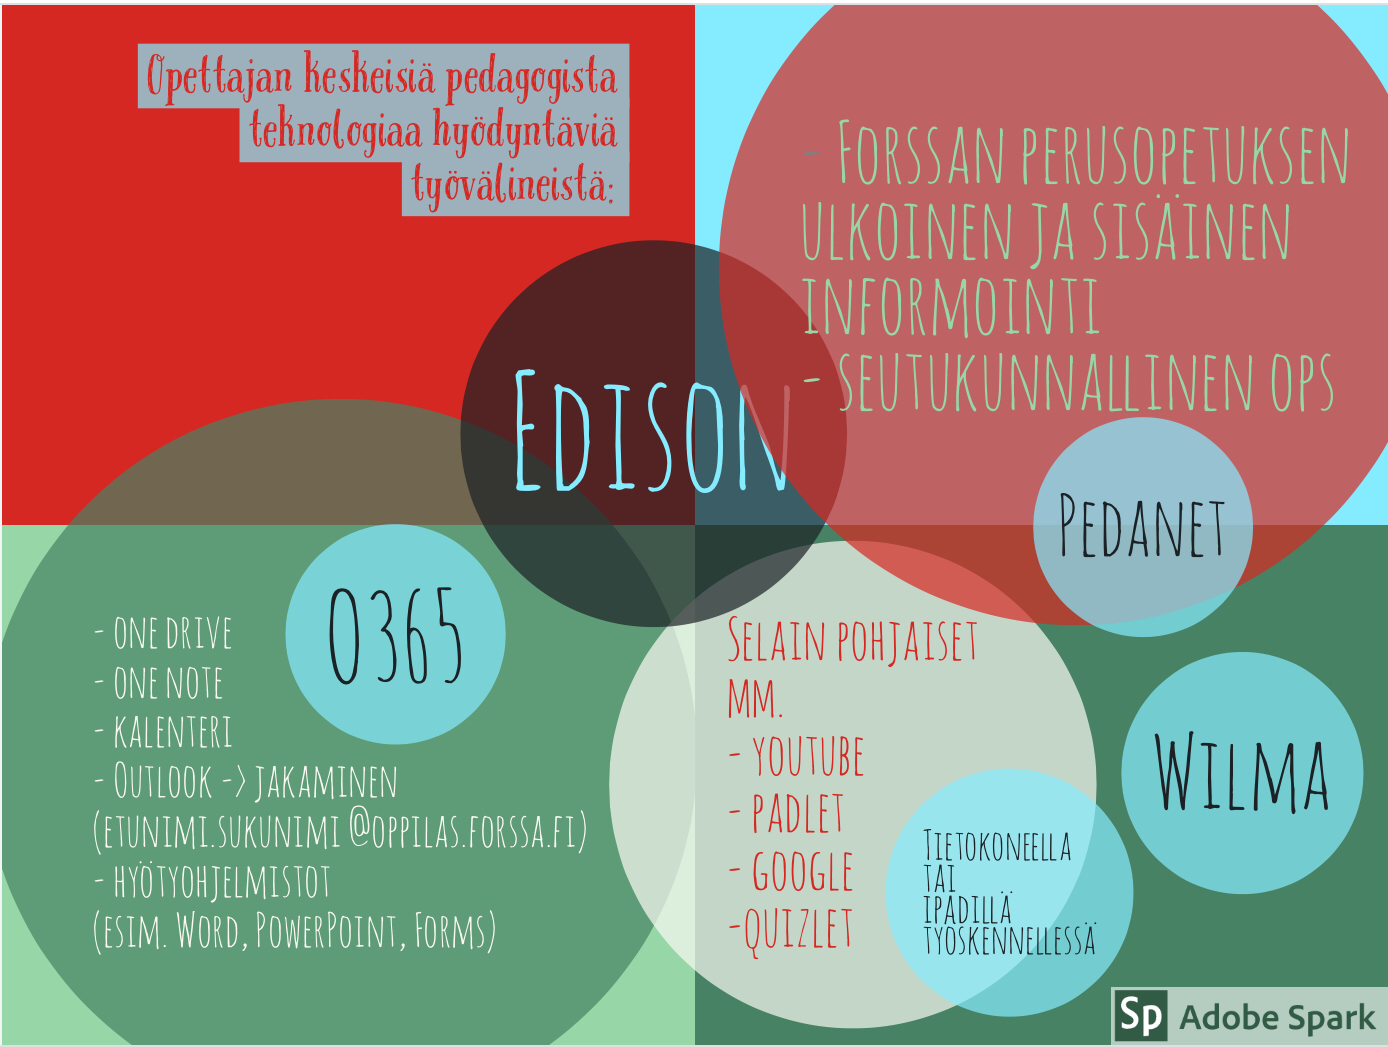 Opettajan keskeisiä pedagogista
teknologiaa hyödyntäviä
työvälineistä:
- Forssan perusopetuksen
ulkoinen ja sisäinen
informointi
- seutukunnallinen ops
Edison
Pedanet
O365
- one drive
- one note
- kalenteri
- Outlook -> jakaminen
(etunimi.sukunimi @oppilas.forssa.fi)
- hyötyohjelmistot
(esim. Word, PowerPoint, Forms)
Selain pohjaiset
mm.
- youtube
- padlet
- google
-quizlet
Tietokoneella
tai
ipadillä
työskennellessä
Wilma
Sp Adobe Spark